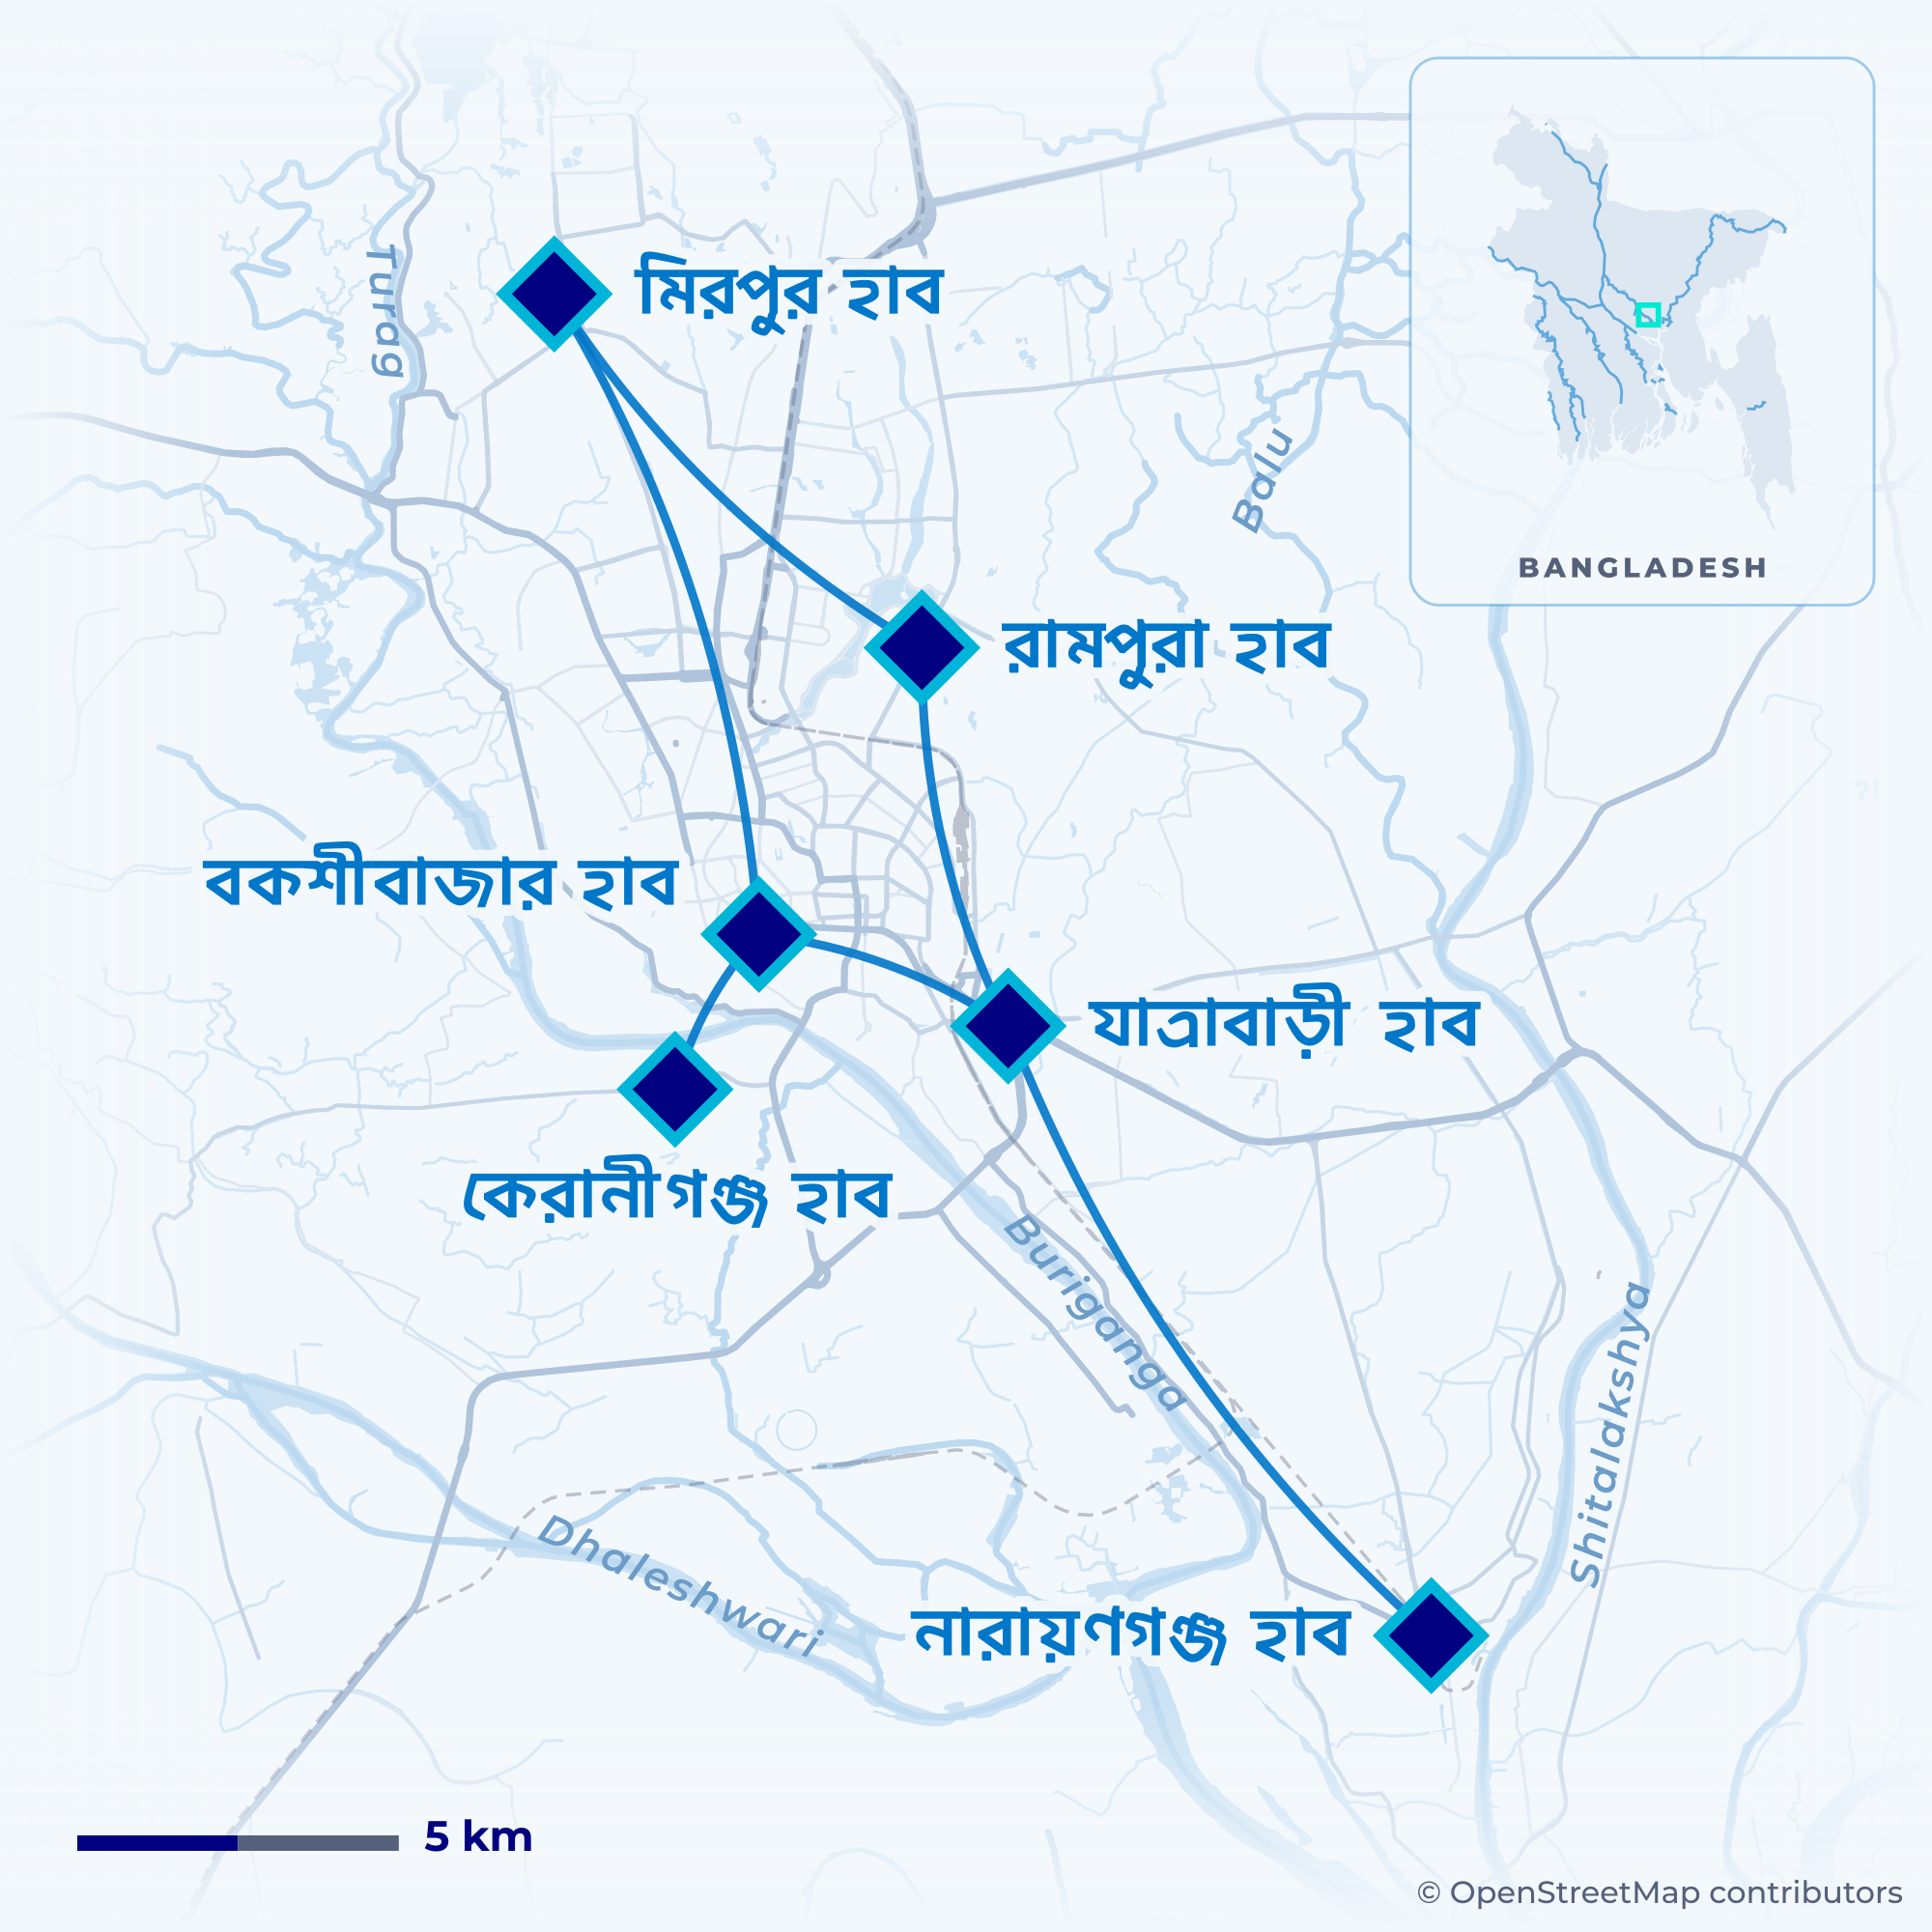 Turag
মিরপুর হাব
Balu
BANGLADESH
রামপুরা হাব
বকশীবাজার হাব
যাত্রাবাড়ী হাব
কেরানীগঞ্জ হাব
Buriganga
Shitalakshya
Dhaleshwari
নারায়ণগঞ্জ হাব
5 km
© OpenStreetMap contributors